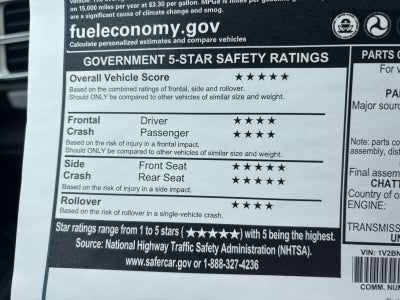 on 15,000 miles per year at $3.30 per gallon. MPGe is miles per gasoline
are a significant cause of climate change and smog.
fueleconomy.gov
Calculate personalized estimates and compare vehicles
GOVERNMENT 5-STAR SAFETY RATINGS
Overall Vehicle Score ★★★★★
Based on the combined ratings of frontal, side and rollover.
Should ONLY be compared to other vehicles of similar size and weight.
Frontal Driver ★★★★
Crash Passenger ★★★★
Based on the risk of injury in a frontal impact.
Should ONLY be compared to other vehicles of similar size and weight.
Side Front Seat ★★★★★
Crash Rear Seat ★★★★★
Based on the risk of injury in a side impact.
Rollover ★★★★
Based on the risk of rollover in a single-vehicle crash.
Star ratings range from 1 to 5 stars (★★★★★) with 5 being the highest.
Source: National Highway Traffic Safety Administration (NHTSA).
www.safercar.gov or 1-888-327-4236
PARTS
For
PA
Major sour
Note: parts co
assembly, dist
Final assem
CHATT
Country of o
ENGINE:
TRANSMISS
UN
VIN: 1V2BN
COMM. NUM